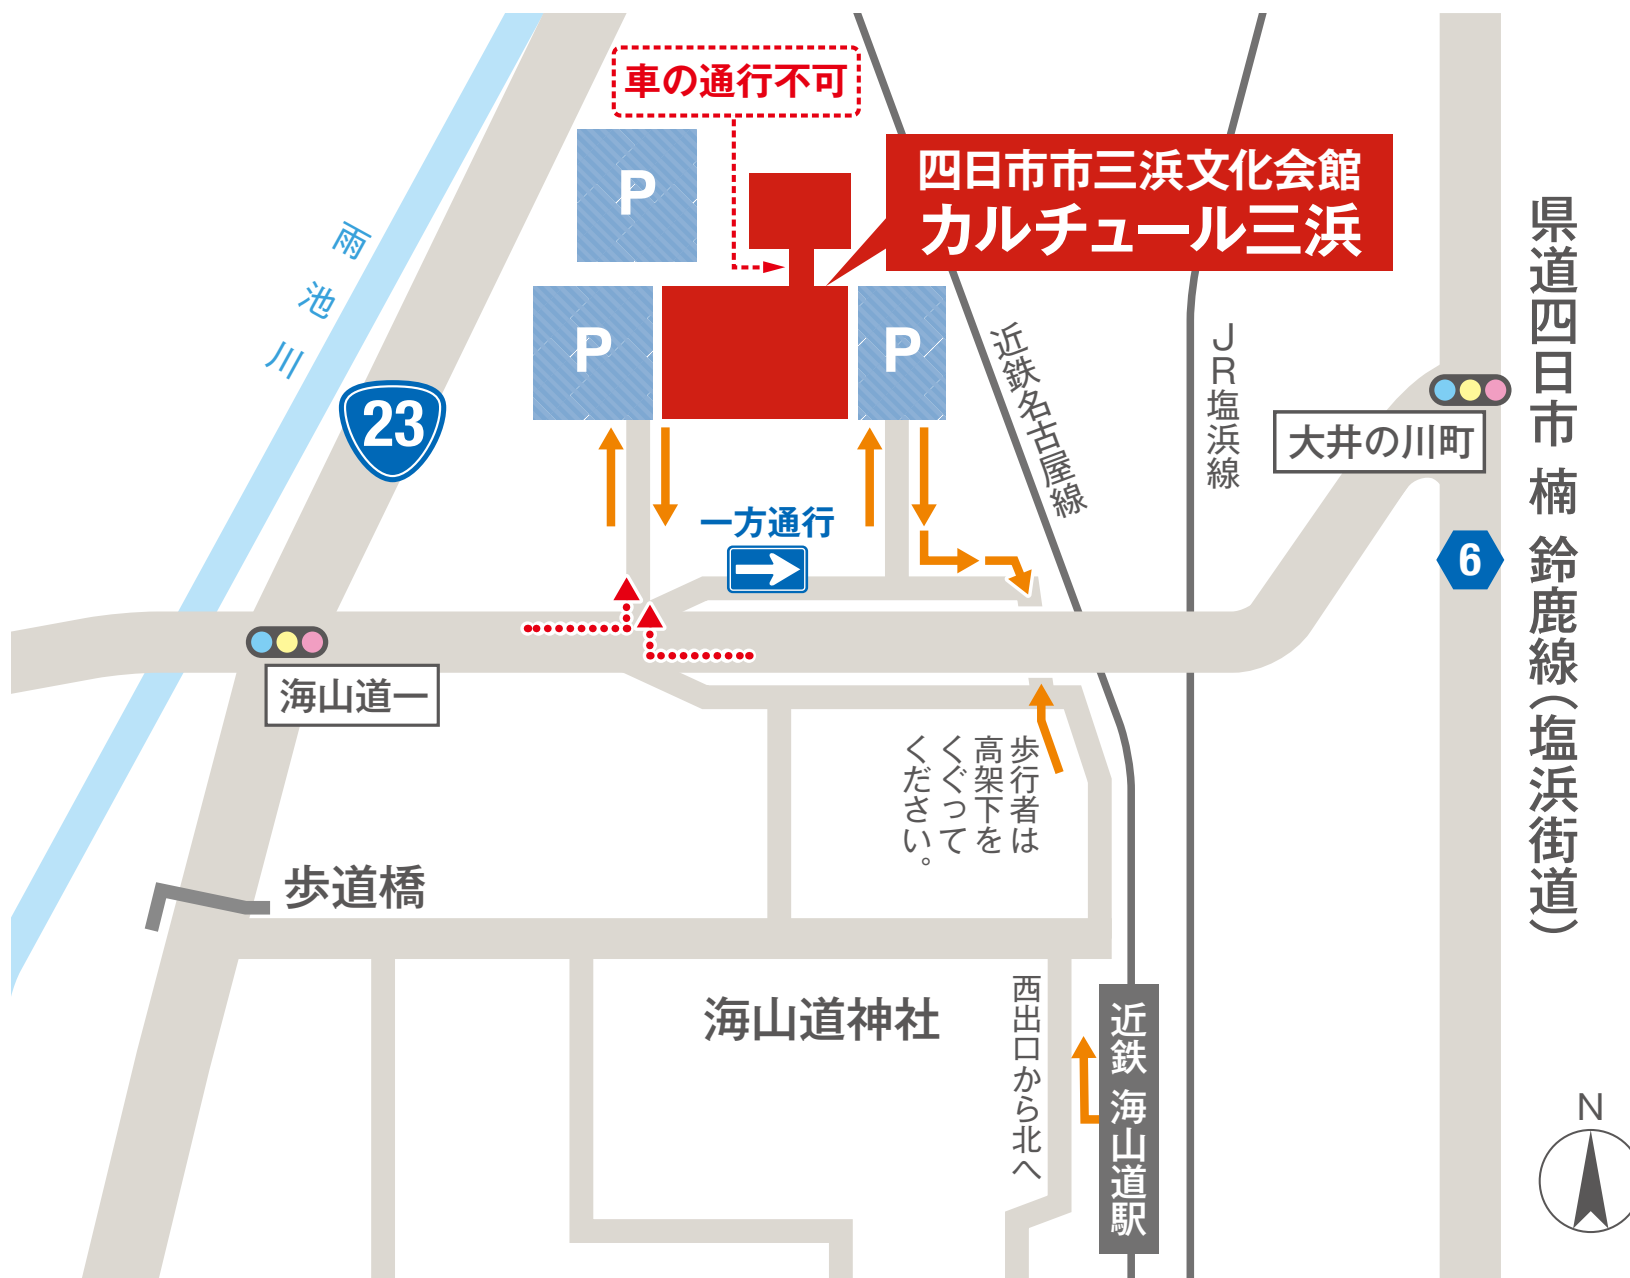 車の通行不可
P
四日市市三浜文化会館
カルチュール三浜
P
P
雨池川
23
近鉄名古屋線
JR塩浜線
大井の川町
県道四日市 楠 鈴鹿線（塩浜街道）
6
一方通行
海山道一
歩行者は
高架下を
くぐって
ください。
歩道橋
海山道神社
西出口から北へ
近鉄 海山道駅
N